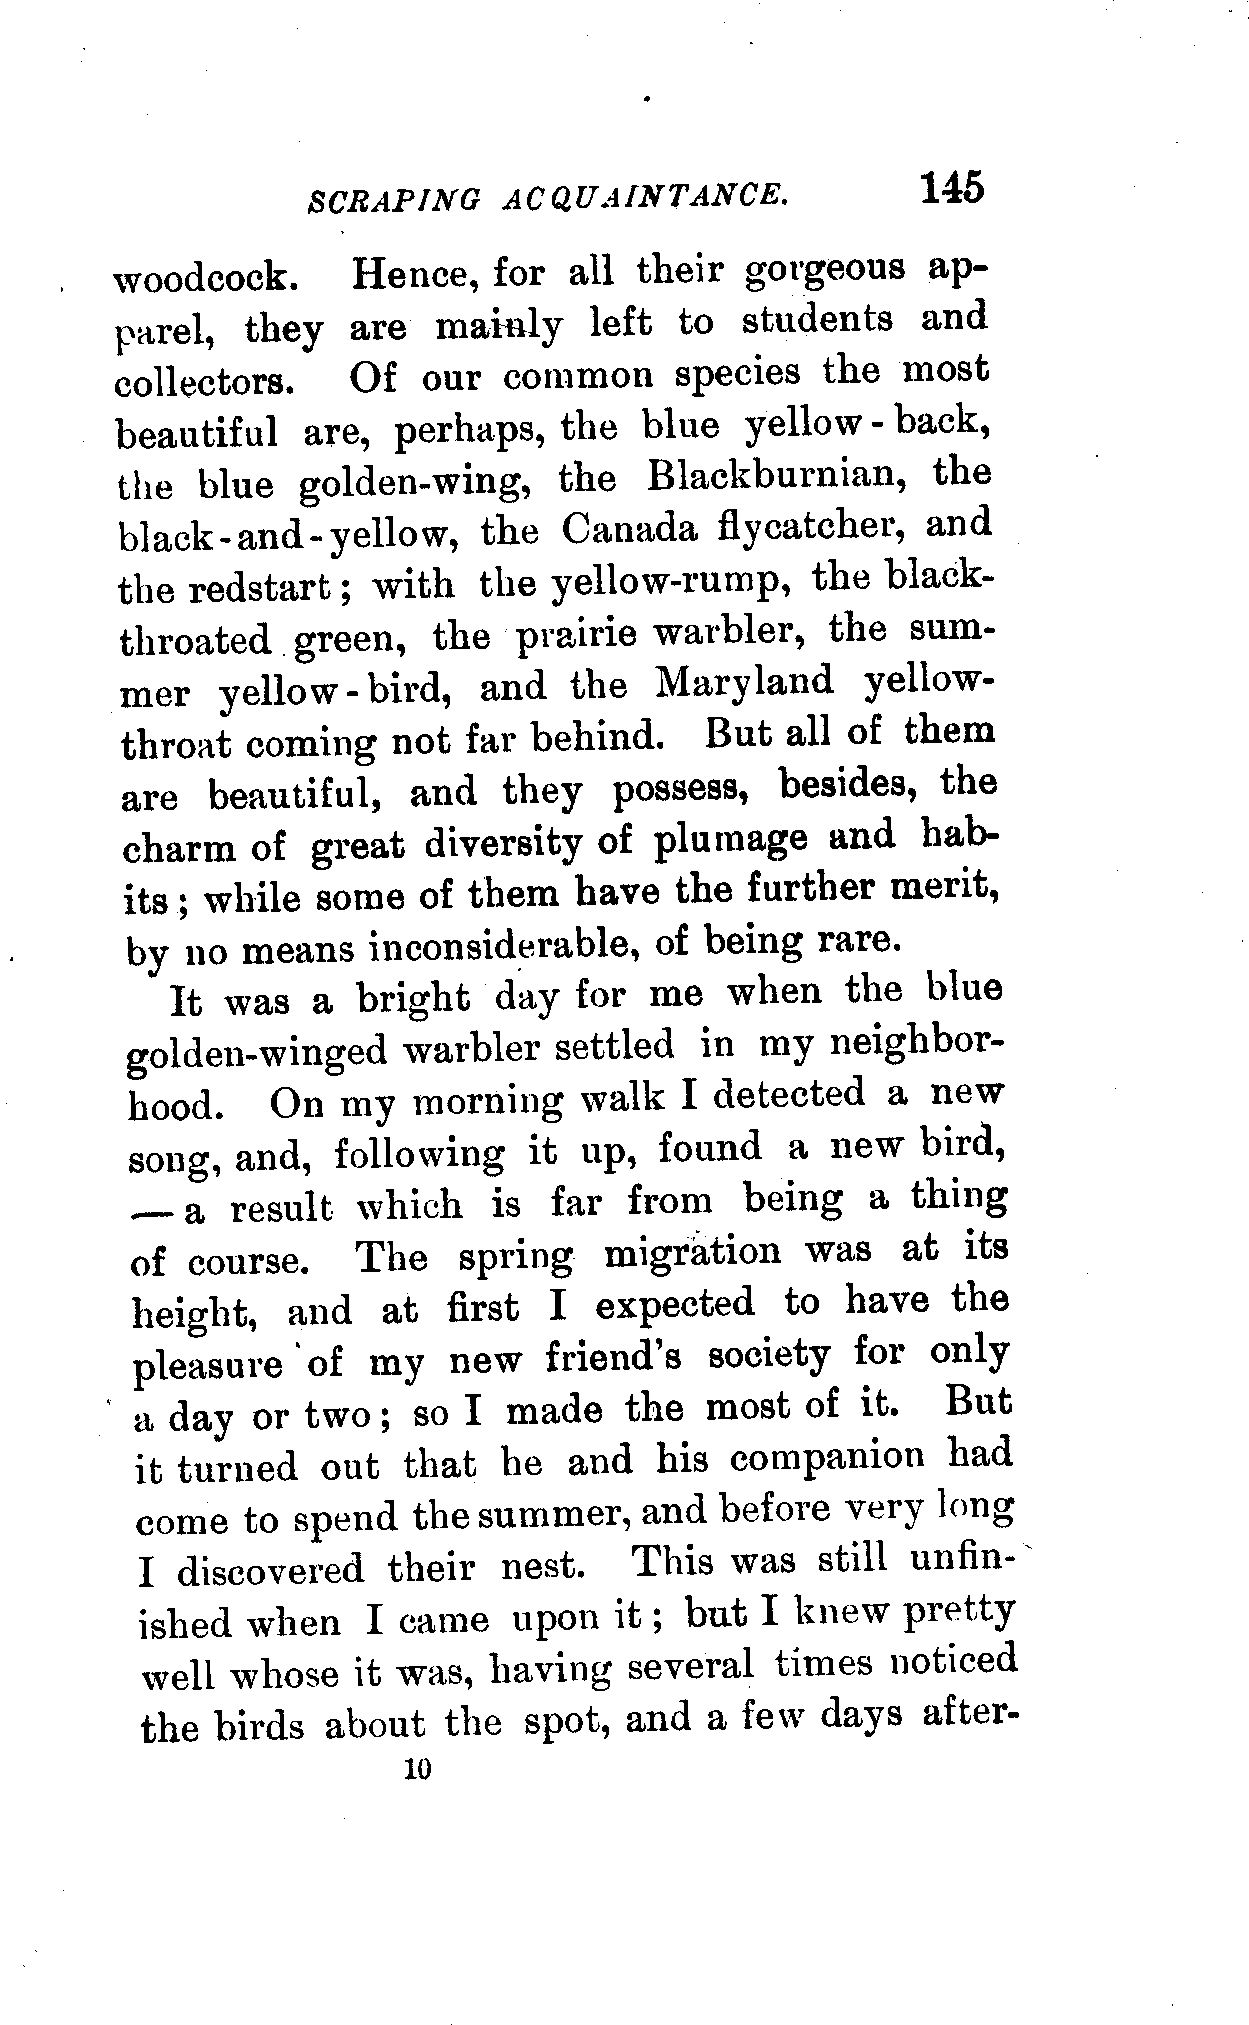 SCRAPING ACQUAINTANCE. 145
woodcock. Hence, for all their gorgeous ap-
parel, they are mainly left to students and
collectors. Of our common species the most
beautiful are, perhaps, the blue yellow-back,
the blue golden-wing, the Blackburnian, the
black-and-yellow, the Canada flycatcher, and
the redstart; with the yellow-rump, the black-
throated green, the prairie warbler, the sum-
mer yellow-bird, and the Maryland yellow-
throat coming not far behind. But all of them
are beautiful, and they possess, besides, the
charm of great diversity of plumage and hab-
its; while some of them have the further merit,
by no means inconsiderable, of being rare.
It was a bright day for me when the blue
golden-winged warbler settled in my neighbor-
hood. On my morning walk I detected a new
song, and, following it up, found a new bird,
— a result which is far from being a thing
of course. The spring migration was at its
height, and at first I expected to have the
pleasure of my new friend's society for only
a day or two; so I made the most of it. But
it turned out that he and his companion had
come to spend the summer, and before very long
I discovered their nest. This was still unfin-
ished when I came upon it; but I knew pretty
well whose it was, having several times noticed
the birds about the spot, and a few days after-
10